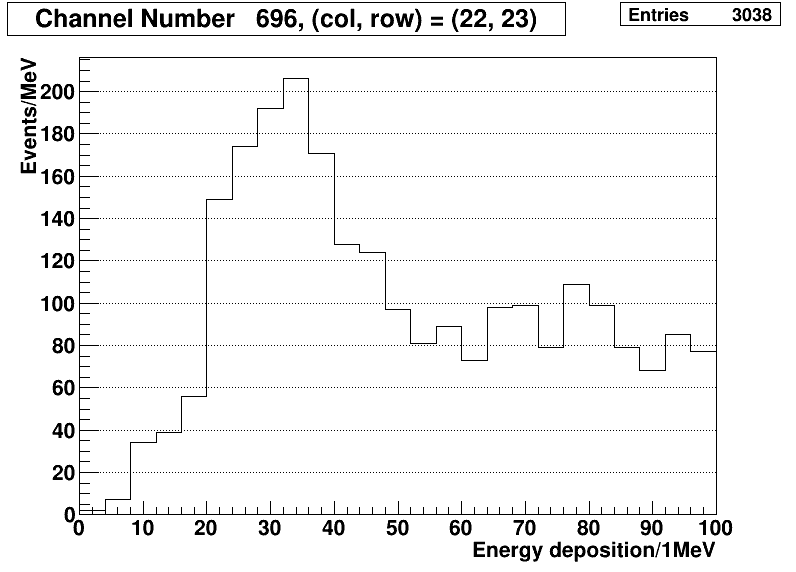 Channel Number 696, (col, row) = (22, 23)
Entries 3038
Events/MeV
200
180
160
140
120
100
80
60
40
20
0
0 10 20 30 40 50 60 70 80 90 100
Energy deposition/1MeV